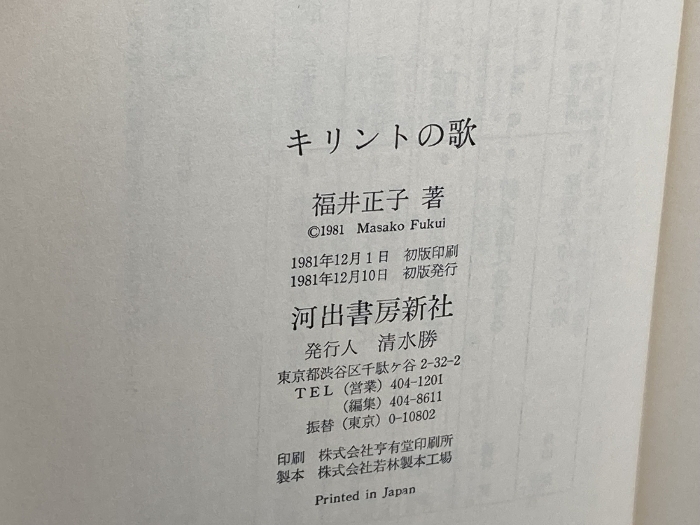 キリントの歌
福井正子 著
©1981 Masako Fukui
1981年12月1日 初版印刷
1981年12月10日 初版発行
河出書房新社
発行人 清水勝
東京都渋谷区千駄ヶ谷 2-32-2
TEL（営業）404-1201
（編集）404-8611
振替（東京）0-10802
印刷 株式会社亨有堂印刷所
製本 株式会社若林製本工場
Printed in Japan